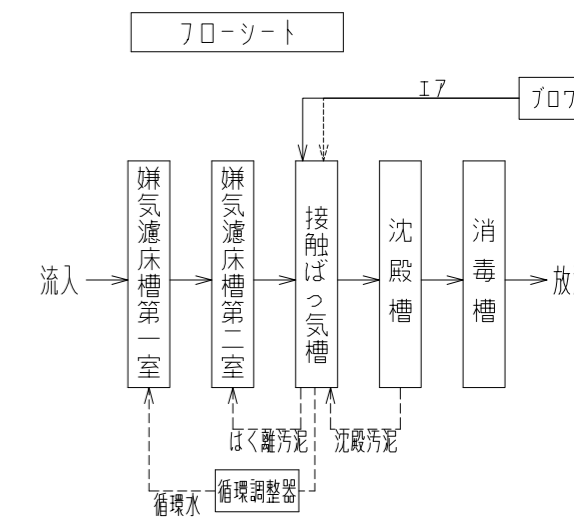 フローシート
エア
ブロワ
流入
嫌気濾床槽第一室
嫌気濾床槽第二室
接触ばっ気槽
沈殿槽
消毒槽
放
はく離汚泥
沈殿汚泥
循環調整器
循環水